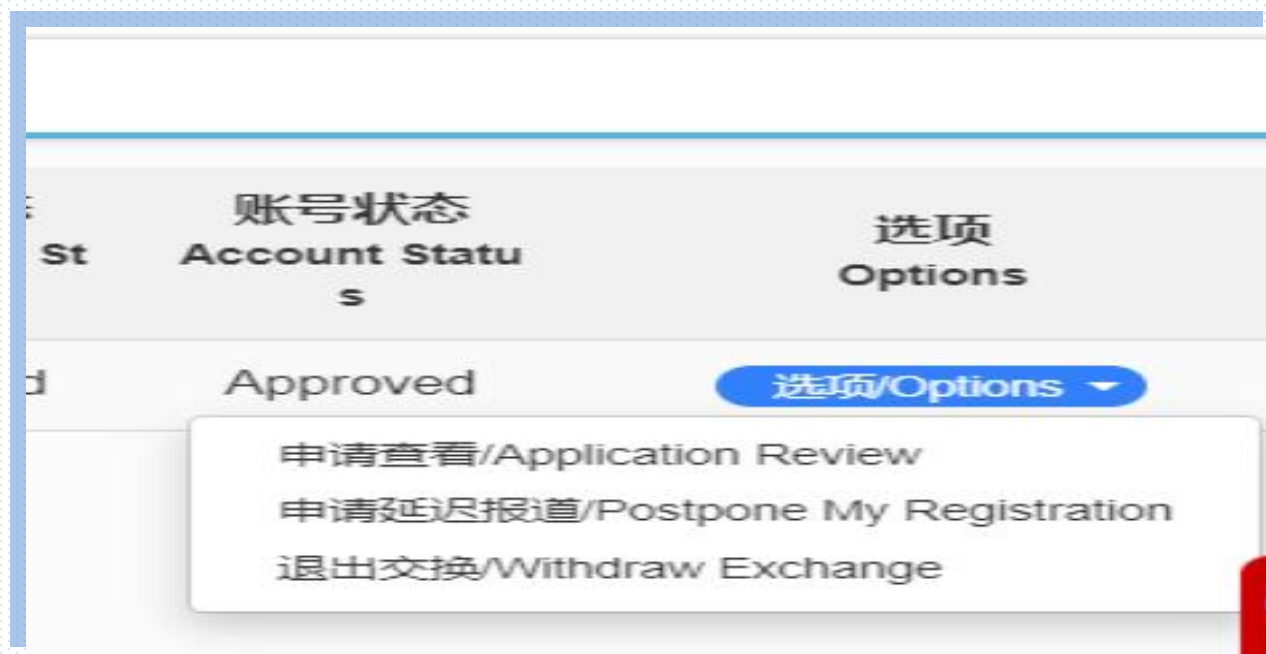 账号状态
选项
St
Account Statu
s
Options
d
Approved
选项/Options
申请查看/Application Review
申请延迟报道/Postpone My Registration
退出交换/Withdraw Exchange